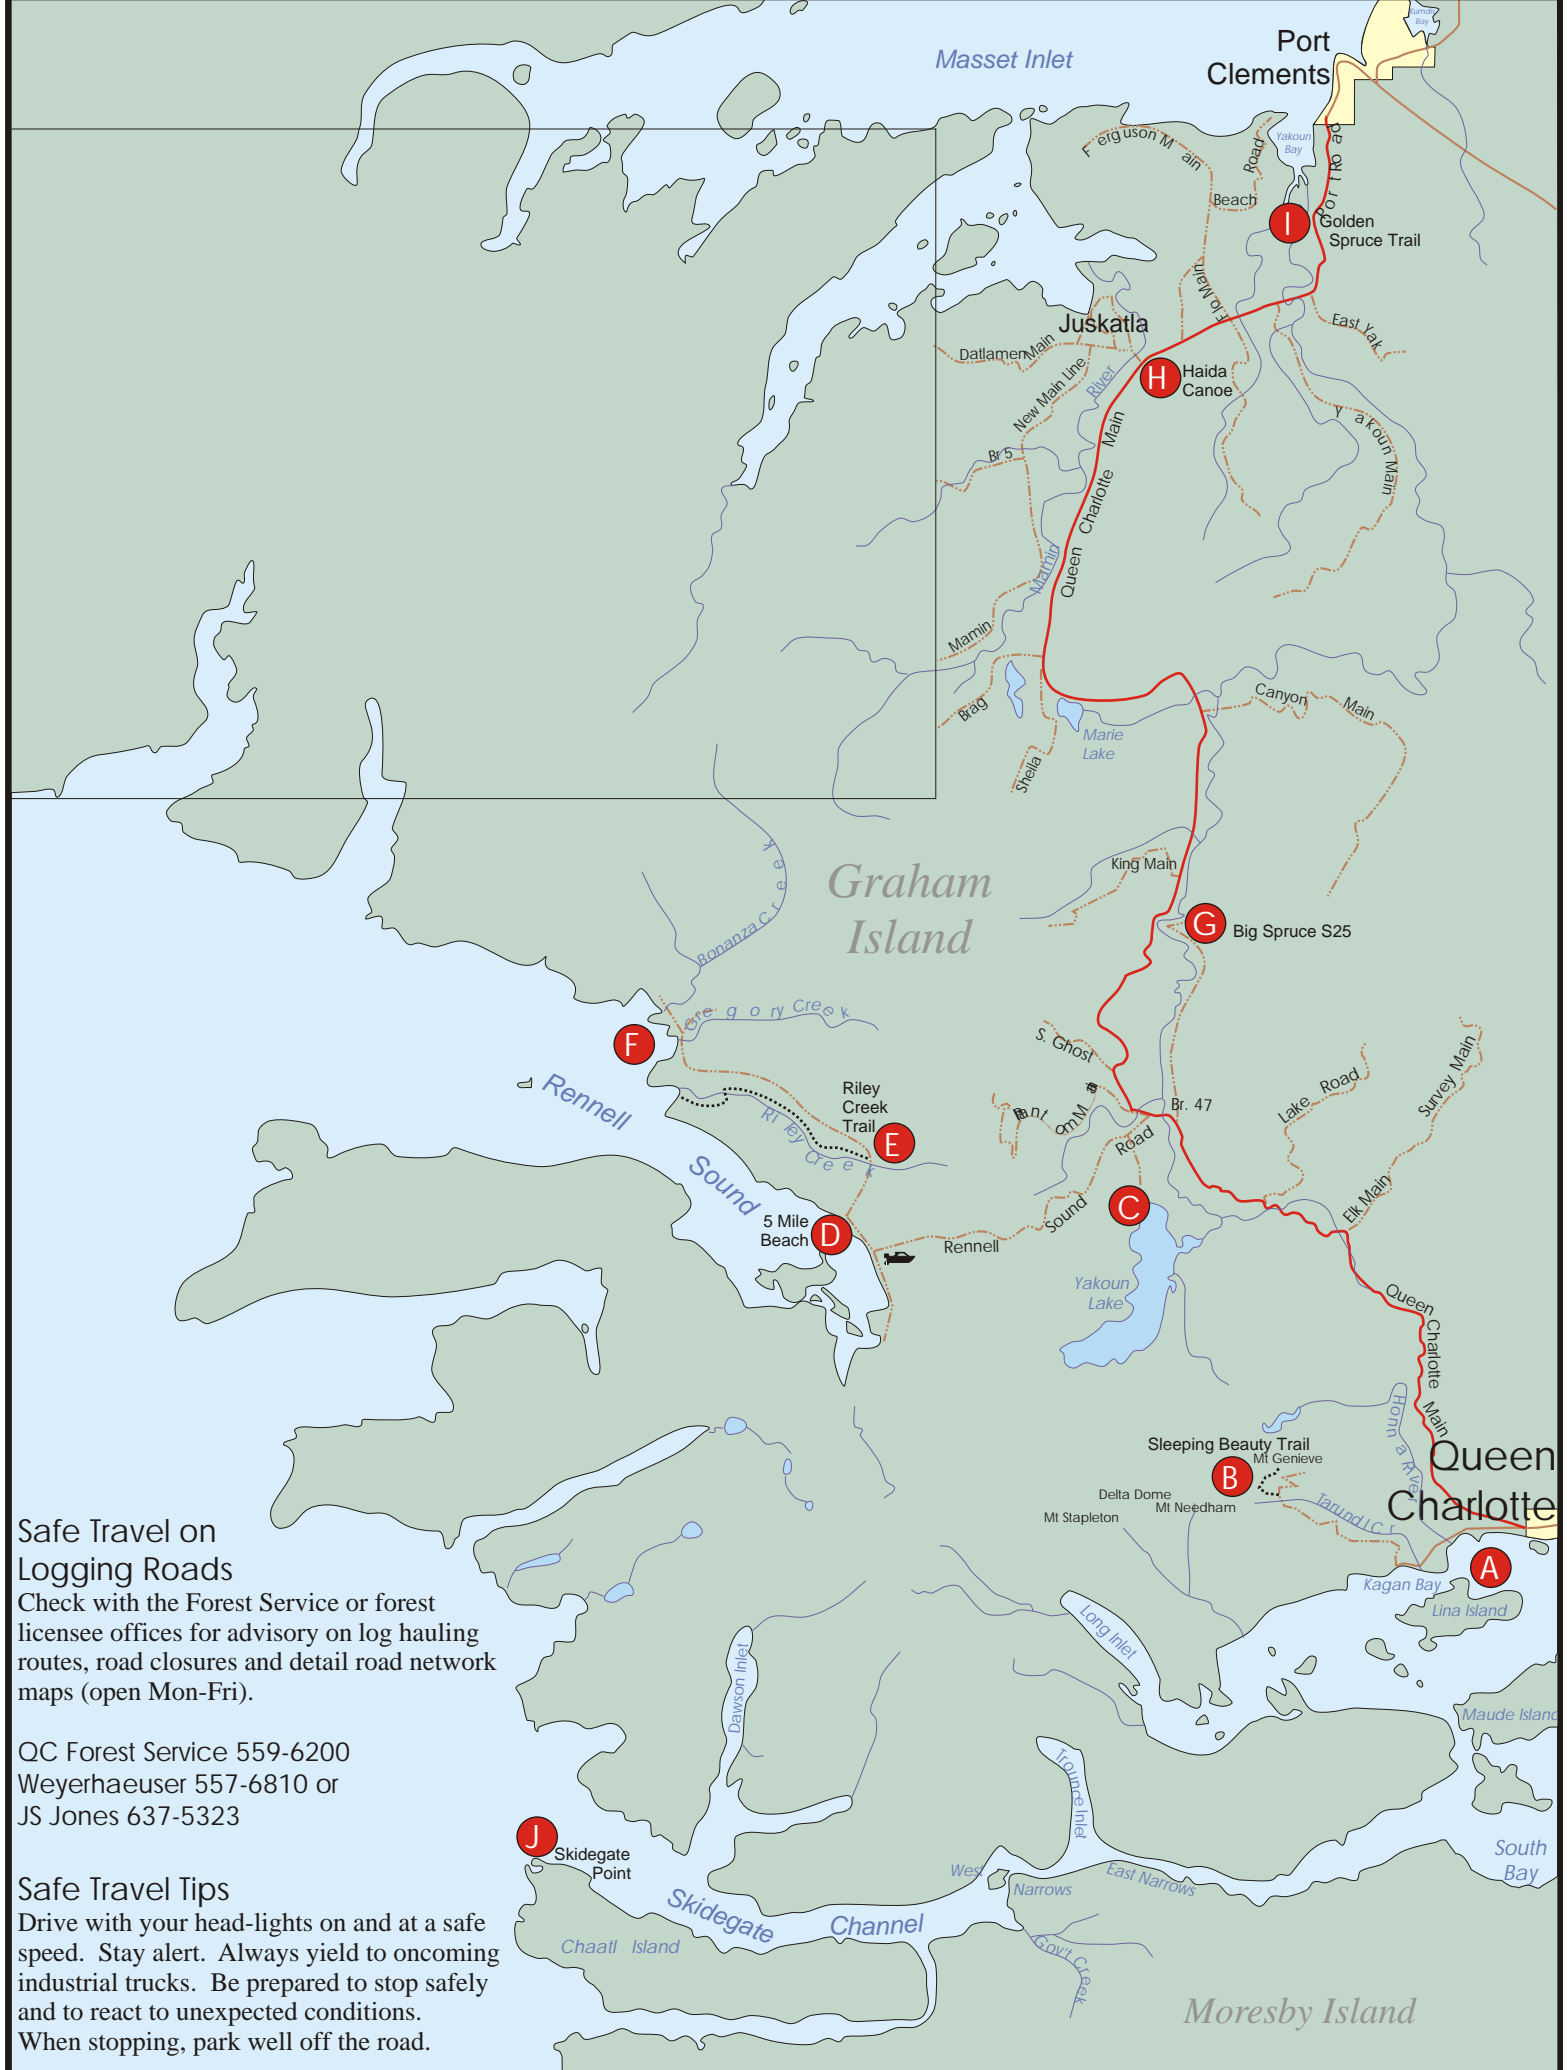 Kumdis
Bay
Masset Inlet
Port
Clements
Yakoun
Bay
Ferguson Main
Beach Road
Port Road
I
Golden
Spruce Trail
Flo Main
East Yak
Juskatla
Datlamen Main
New Main Line
H
Haida
Canoe
Mamin River
Queen Charlotte Main
Br 5
Yakoun Main
Mamin
Brag
Sheila
Marie
Lake
Canyon Main
King Main
Graham
Island
G
Big Spruce S25
Bonanza Creek
Gregory Creek
F
Rennell
Sound
Riley
Creek
Trail
E
Riley Creek
S. Ghost
Phantom Main
Br. 47
Lake Road
Survey Main
Elk Main
5 Mile
Beach
D
Rennell Sound Road
C
Yakoun
Lake
Queen Charlotte Main
Honna River
Sleeping Beauty Trail
Mt Genieve
B
Delta Dome
Mt Needham
Mt Stapleton
Tarundl Cr
Queen
Charlotte
A
Kagan Bay
Lina Island
Long Inlet
Dawson Inlet
Maude Island
Trounce Inlet
South
Bay
J
Skidegate
Point
West
Narrows
East Narrows
Skidegate Channel
Chaatl Island
Gov't Creek
Moresby Island
Safe Travel on
Logging Roads
Check with the Forest Service or forest
licensee offices for advisory on log hauling
routes, road closures and detail road network
maps (open Mon-Fri).
QC Forest Service 559-6200
Weyerhaeuser 557-6810 or
JS Jones 637-5323
Safe Travel Tips
Drive with your head-lights on and at a safe
speed. Stay alert. Always yield to oncoming
industrial trucks. Be prepared to stop safely
and to react to unexpected conditions.
When stopping, park well off the road.